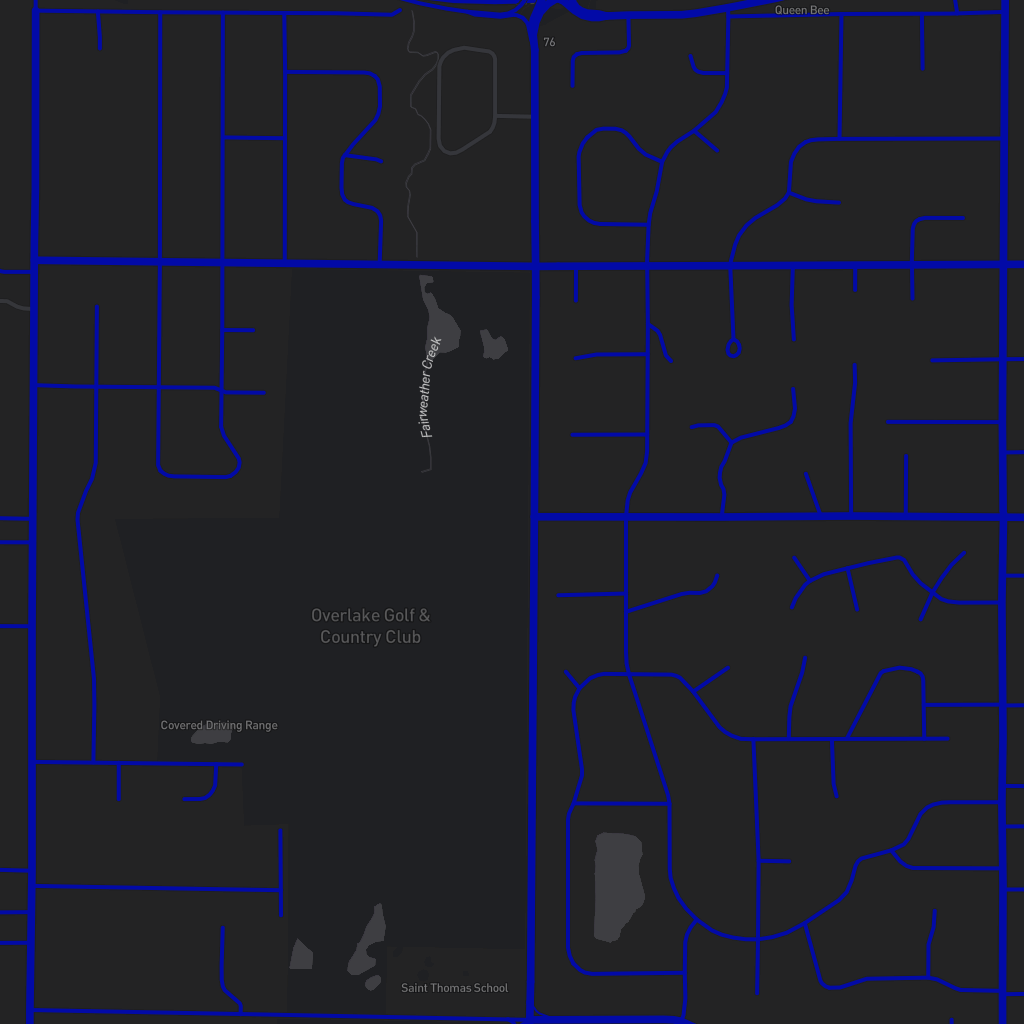 Queen Bee
76
Fairweather Creek
Overlake Golf &
Country Club
Covered Driving Range
Saint Thomas School